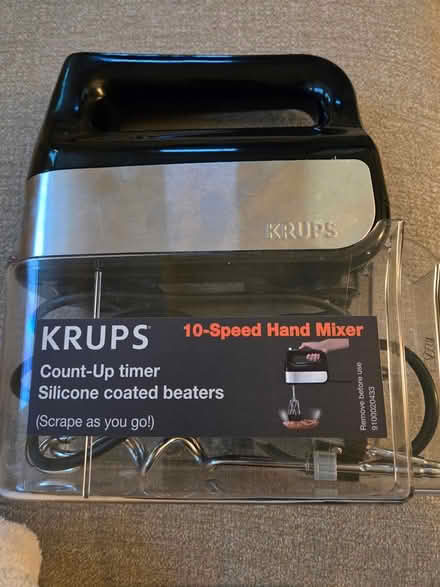 KRUPS
KRUPS
10-Speed Hand Mixer
Count-Up timer
Silicone coated beaters
(Scrape as you go!)
Remove before use
9100020433